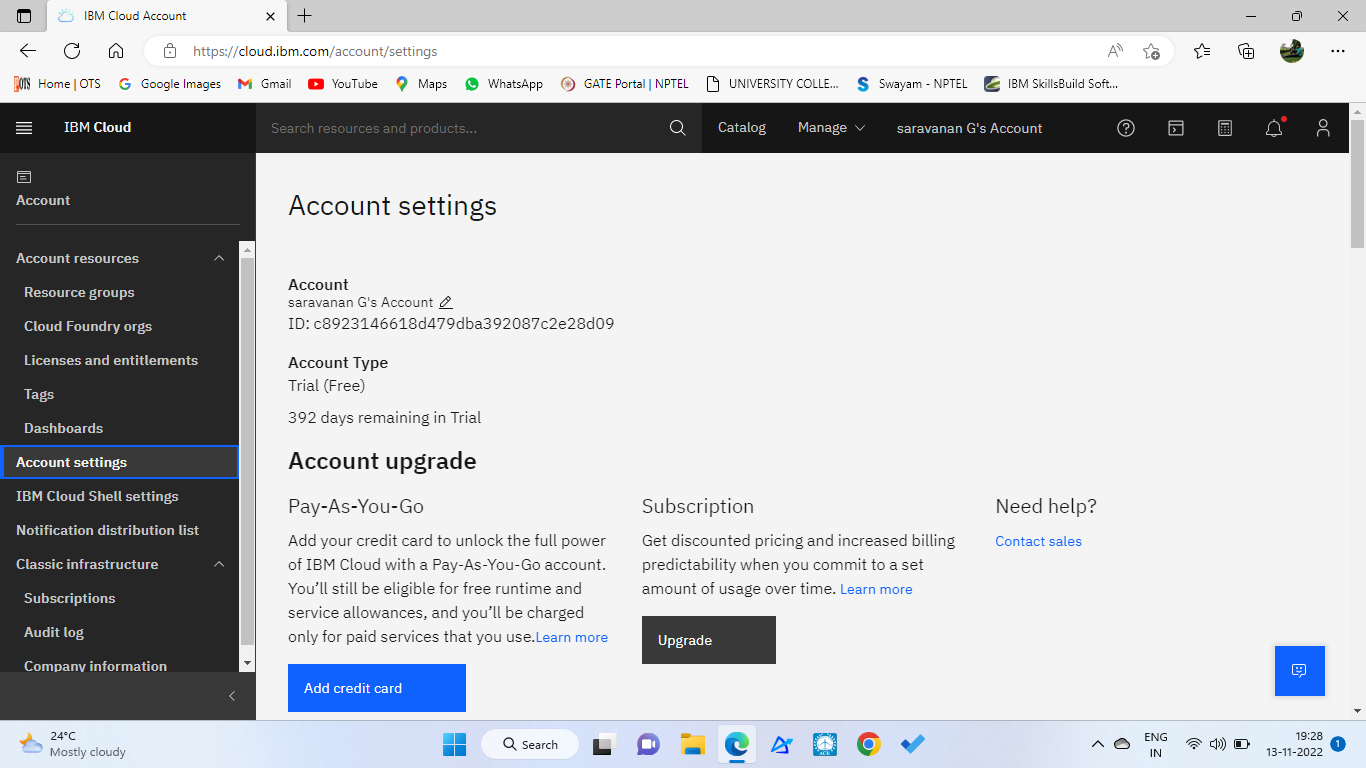 IBM Cloud Account
https://cloud.ibm.com/account/settings
Home | OTS
Google Images
Gmail
YouTube
Maps
WhatsApp
GATE Portal | NPTEL
UNIVERSITY COLLE...
Swayam - NPTEL
IBM SkillsBuild Soft...
IBM Cloud
Search resources and products...
Catalog
Manage
saravanan G's Account
Account
Account resources
Resource groups
Cloud Foundry orgs
Licenses and entitlements
Tags
Dashboards
Account settings
IBM Cloud Shell settings
Notification distribution list
Classic infrastructure
Subscriptions
Audit log
Company information
Account settings
Account
saravanan G's Account
ID: c8923146618d479dba392087c2e28d09
Account Type
Trial (Free)
392 days remaining in Trial
Account upgrade
Pay-As-You-Go
Add your credit card to unlock the full power
of IBM Cloud with a Pay-As-You-Go account.
You’ll still be eligible for free runtime and
service allowances, and you’ll be charged
only for paid services that you use.Learn more
Add credit card
Subscription
Get discounted pricing and increased billing
predictability when you commit to a set
amount of usage over time. Learn more
Upgrade
Need help?
Contact sales
24°C
Mostly cloudy
Search
ENG
IN
19:28
13-11-2022
1